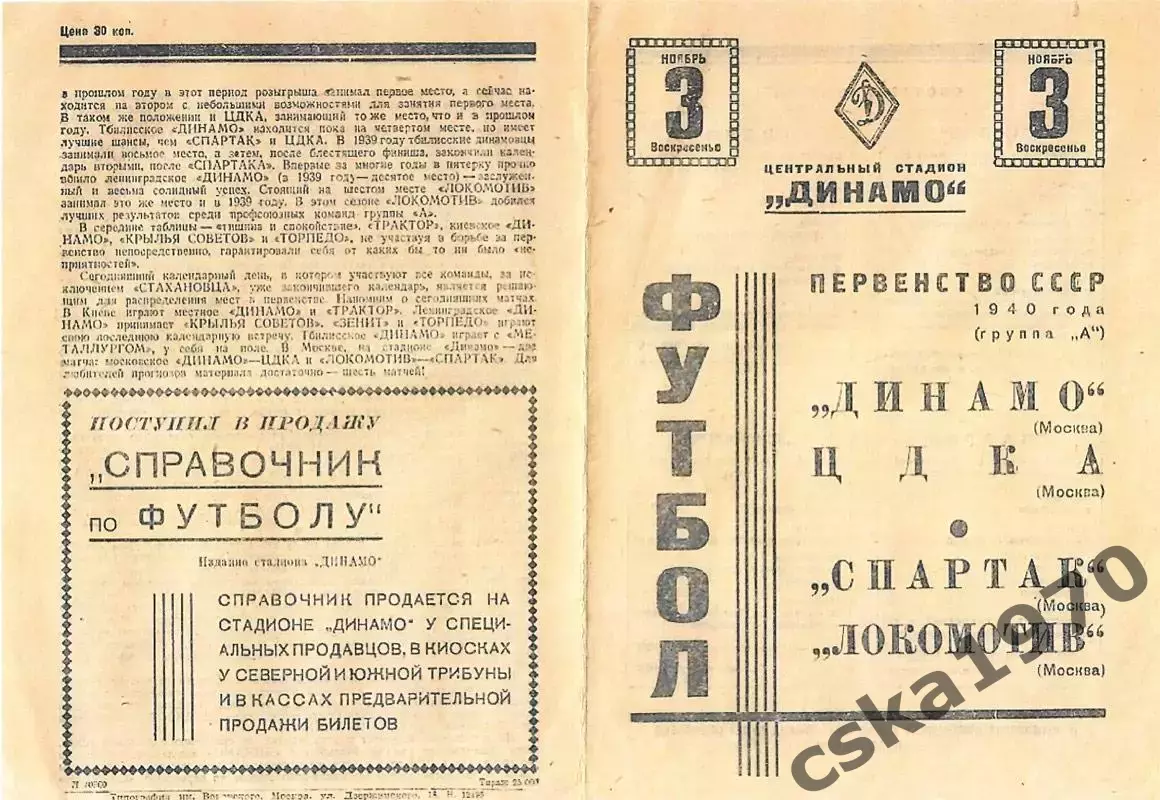 Цена 30 коп.
в прошлом году в этот период розыгрыша занимал первое место, а сейчас на-
ходится на втором с небольшими возможностями для занятия первого места.
В таком же положении и ЦДКА, занимающий то же место, что и в прошлом
году. Тбилисское «ДИНАМО» находится пока на четвертом месте, но имеет
лучшие шансы, чем «СПАРТАК» и ЦДКА. В 1939 году тбилисские динамовцы
занимали восьмое место, а затем, после блестящего финиша, закончили кален-
дарь вторыми, после «СПАРТАКА». Впервые за многие годы в пятерку прочно
вошло ленинградское «ДИНАМО» (в 1939 году—десятое место)—заслужен-
ный и весьма солидный успех. Стоящий на шестом месте «ЛОКОМОТИВ»
занимал это же место и в 1939 году. В этом сезоне «ЛОКОМОТИВ» добился
лучших результатов среди профсоюзных команд группы «А».
В середине таблицы—«тишина и спокойствие». «ТРАКТОР», киевское «ДИ-
НАМО», «КРЫЛЬЯ СОВЕТОВ» и «ТОРПЕДО», не участвуя в борьбе за пер-
венство непосредственно, гарантировали себя от каких бы то ни было «не-
приятностей».
Сегодняшний календарный день, в котором участвуют все команды, за ис-
ключением «СТАХАНОВЦА», уже закончившего календарь, является решаю-
щим для распределения мест в первенстве. Напомним о сегодняшних матчах.
В Киеве играют местное «ДИНАМО» и «ТРАКТОР». Ленинградское «ДИ-
НАМО» принимает «КРЫЛЬЯ СОВЕТОВ». «ЗЕНИТ» и «ТОРПЕДО» играют
свою последнюю календарную встречу. Тбилисское «ДИНАМО» играет с «МЕ-
ТАЛЛУРГОМ», у себя на поле. В Москве, на стадионе «Динамо»—два
матча: московское «ДИНАМО»—ЦДКА и «ЛОКОМОТИВ»—«СПАРТАК». Для
любителей прогнозов материала достаточно—шесть матчей!
ПОСТУПИЛ В ПРОДАЖУ
„СПРАВОЧНИК
ПО ФУТБОЛУ“
Издание стадиона „ДИНАМО“
СПРАВОЧНИК ПРОДАЕТСЯ НА
СТАДИОНЕ „ДИНАМО“ У СПЕЦИ-
АЛЬНЫХ ПРОДАВЦОВ, В КИОСКАХ
У СЕВЕРНОЙ И ЮЖНОЙ ТРИБУНЫ
И В КАССАХ ПРЕДВАРИТЕЛЬНОЙ
ПРОДАЖИ БИЛЕТОВ
Тираж 25 000
Типография им. Воровского, Москва, ул. Дзержинского, 18
НОЯБРЬ
3
Воскресенье
Д
НОЯБРЬ
3
Воскресенье
ЦЕНТРАЛЬНЫЙ СТАДИОН
„ДИНАМО“
ФУТБОЛ
ПЕРВЕНСТВО СССР
1940 года
(группа „А“)
„ДИНАМО“
(Москва)
ЦДКА
(Москва)
„СПАРТАК“
(Москва)
„ЛОКОМОТИВ“
(Москва)
cska1970